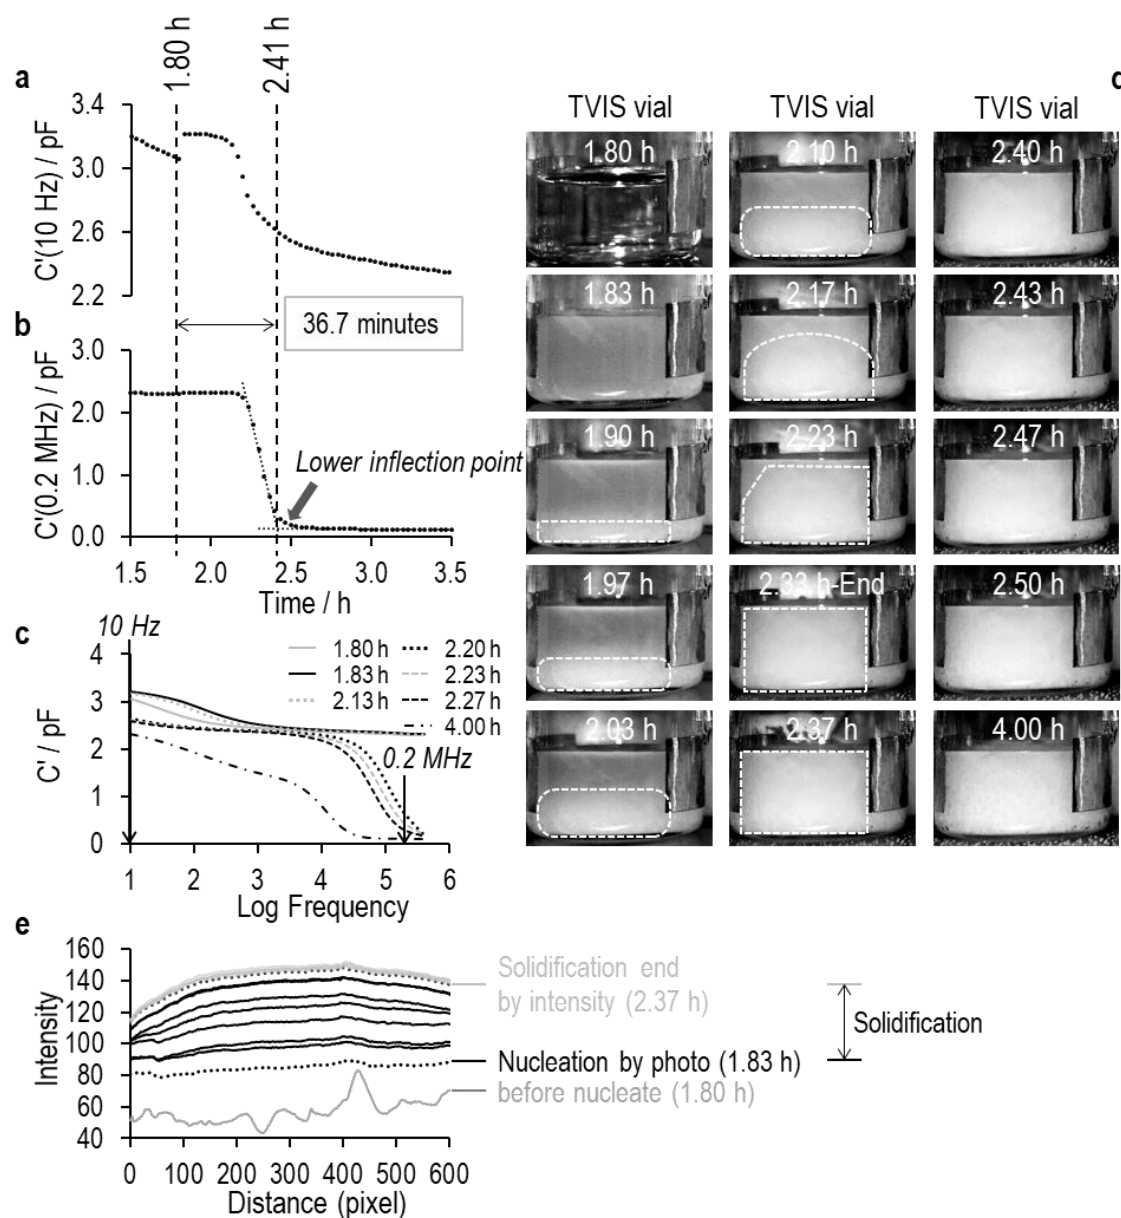 1.80 h
2.41 h
a
C'(10 Hz) / pF
3.4
3.0
2.6
2.2
36.7 minutes
b
C'(0.2 MHz) / pF
3.0
2.0
1.0
0.0
Lower inflection point
1.5 2.0 2.5 3.0 3.5
Time / h
c
10 Hz
C' / pF
4
3
2
1
0
1.80 h
1.83 h
2.13 h
2.20 h
2.23 h
2.27 h
4.00 h
0.2 MHz
1 2 3 4 5 6
Log Frequency
d
TVIS vial TVIS vial TVIS vial
1.80 h 2.10 h 2.40 h
1.83 h 2.17 h 2.43 h
1.90 h 2.23 h 2.47 h
1.97 h 2.33 h-End 2.50 h
2.03 h 2.37 h 4.00 h
e
Intensity
160
140
120
100
80
60
40
0 100 200 300 400 500 600
Distance (pixel)
Solidification end
by intensity (2.37 h)
Solidification
Nucleation by photo (1.83 h)
before nucleate (1.80 h)